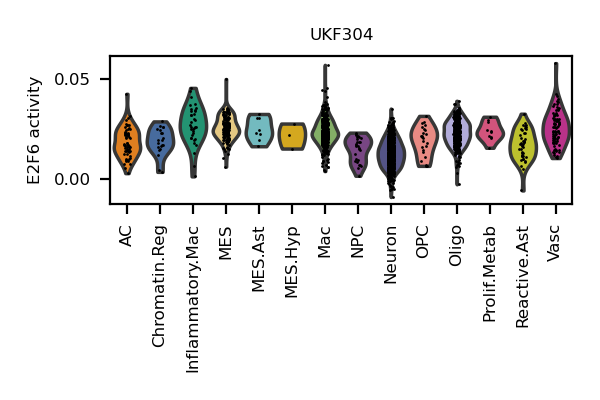 UKF304
E2F6 activity
0.05
0.00
AC
Chromatin.Reg
Inflammatory.Mac
MES
MES.Ast
MES.Hyp
Mac
NPC
Neuron
OPC
Oligo
Prolif.Metab
Reactive.Ast
Vasc